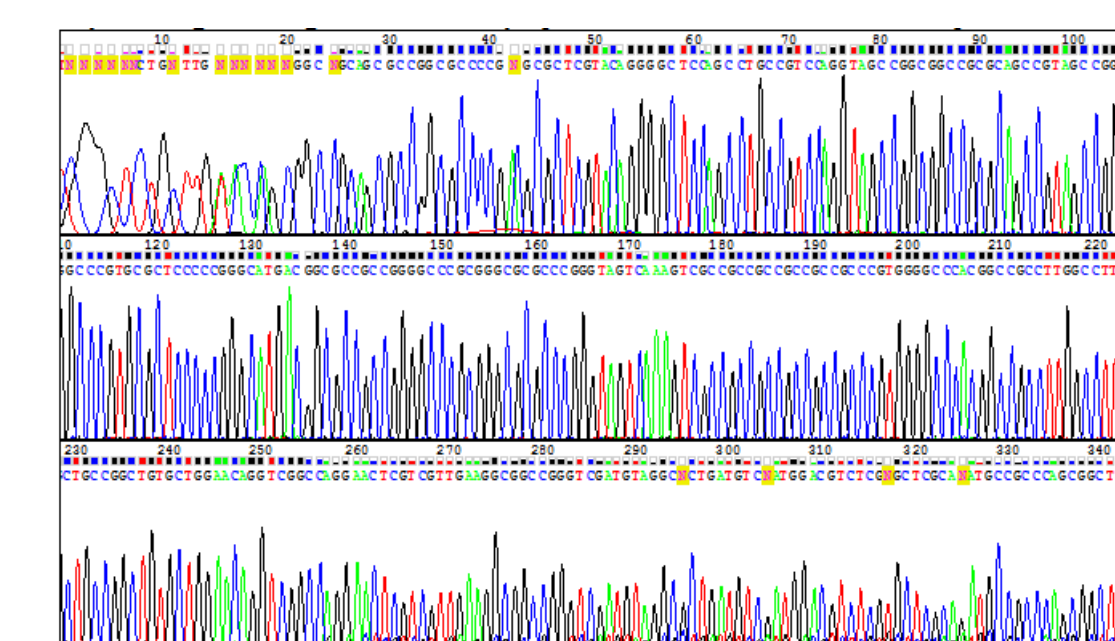 10 20 30 40 50 60 70 80 90 100
NNNNNNCTGNTTGNNNNNNGGCNGCAGCGCCGGCGCCCCGNGCGCTCGTACAGGGGCTCCAGCCTGCCGTCCAGGTAGCCGGCGGCCGCGCAGCCGTAGCCGG
10 120 130 140 150 160 170 180 190 200 210 220
GGCCCGTGCGCTCCCCCGGGCATGACGGCGCCGCCGGGGCCCGCGGGCGCGCCCGGGTAGTCAAAGTCGCCGCCGCCGCCGCCGCCCGTGGGGCCCACGGCCGCCTTGGCCTT
230 240 250 260 270 280 290 300 310 320 330 340
CTGCCGGCTGTGCTGGAACAGGTCGGCCAGGAACTCGTCGTTGAAGGCGGCCGGGTCGATGTAGGCNCTGATGTCNATGGACGTCTCGNGCTCGCANATGCCGCCCAGCGGCT